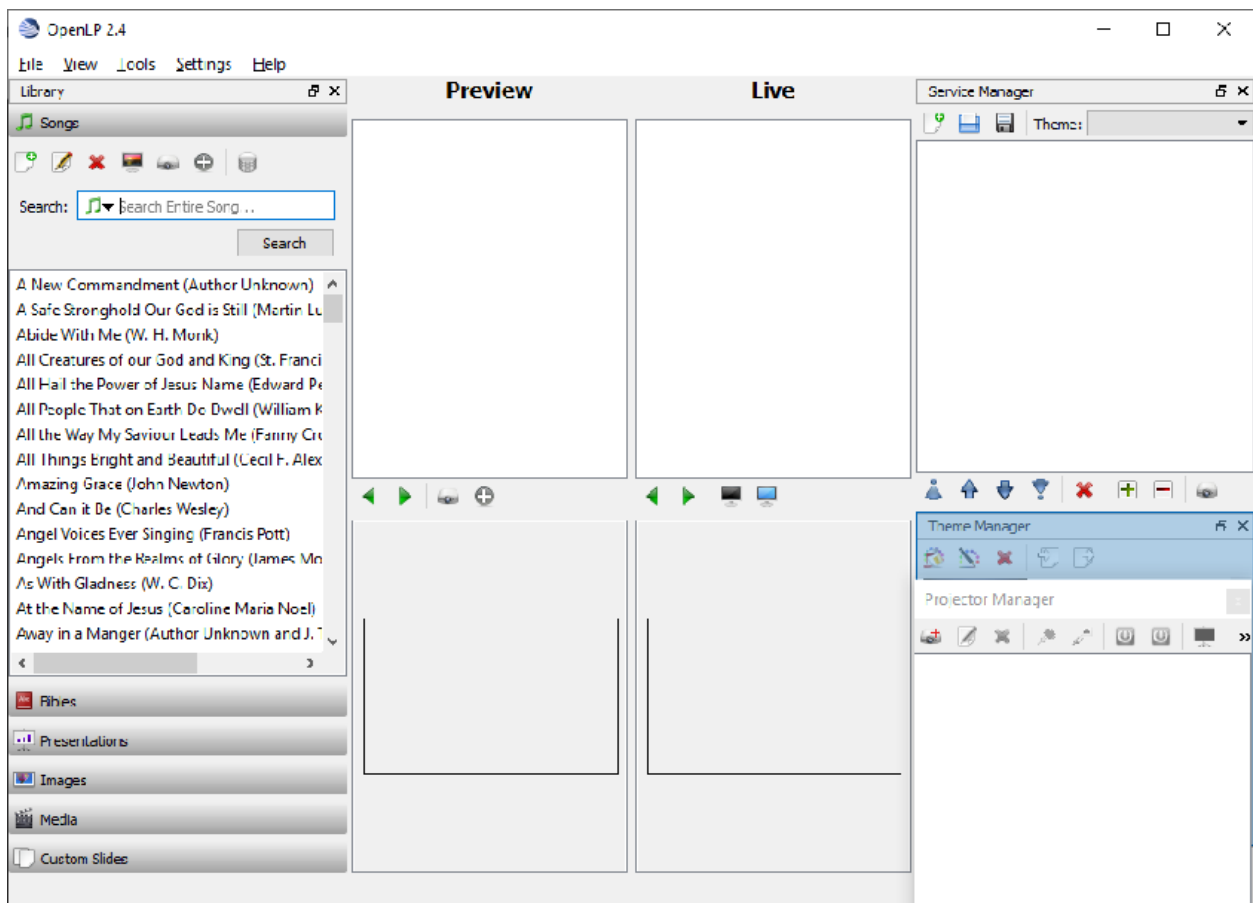 OpenLP 2.4
File View Tools Settings Help
Library
Songs
Search: Search Entire Song ...
Search
A New Commandment (Author Unknown)
A Safe Stronghold Our God is Still (Martin Lu
Abide With Me (W. H. Monk)
All Creatures of our God and King (St. Franci
All Hail the Power of Jesus Name (Edward Pe
All People That on Earth Do Dwell (William K
All the Way My Saviour Leads Me (Fanny Cro
All Things Bright and Beautiful (Cecil F. Alex
Amazing Grace (John Newton)
And Can it Be (Charles Wesley)
Angel Voices Ever Singing (Francis Pott)
Angels From the Realms of Glory (James Mo
As With Gladness (W. C. Dix)
At the Name of Jesus (Caroline Maria Noel)
Away in a Manger (Author Unknown and J. T
Bibles
Presentations
Images
Media
Custom Slides
Preview
Live
Service Manager
Theme:
Theme Manager
Projector Manager